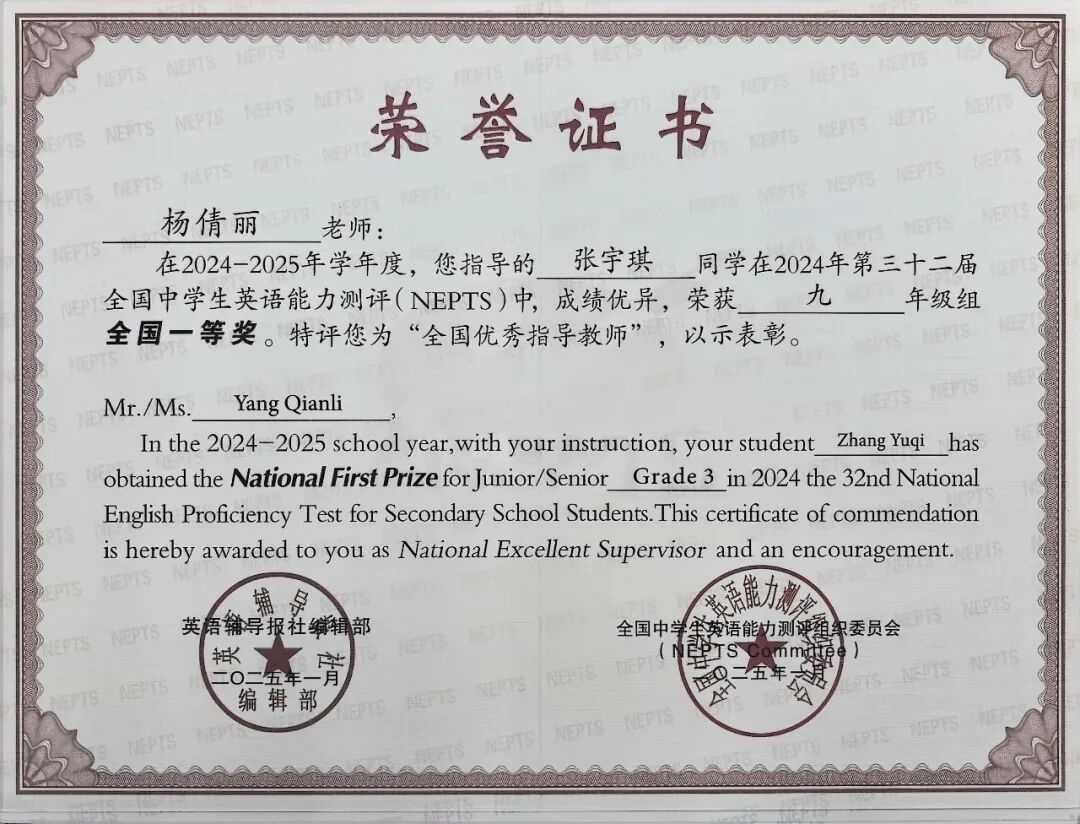 荣誉证书
杨倩丽 老师：
在2024-2025年学年度，您指导的 张宇琪 同学在2024年第三十二届
全国中学生英语能力测评（NEPTS）中，成绩优异，荣获 九 年级组
全国一等奖。特评您为“全国优秀指导教师”，以示表彰。
Mr./Ms. Yang Qianli ,
In the 2024-2025 school year,with your instruction, your student Zhang Yuqi has
obtained the National First Prize for Junior/Senior Grade 3 in 2024 the 32nd National
English Proficiency Test for Secondary School Students.This certificate of commendation
is hereby awarded to you as National Excellent Supervisor and an encouragement.
英语辅导报社编辑部
二〇二五年一月
编辑部
全国中学生英语能力测评组织委员会
(NEPTS Committee)
二〇二五年一月
NEPTS